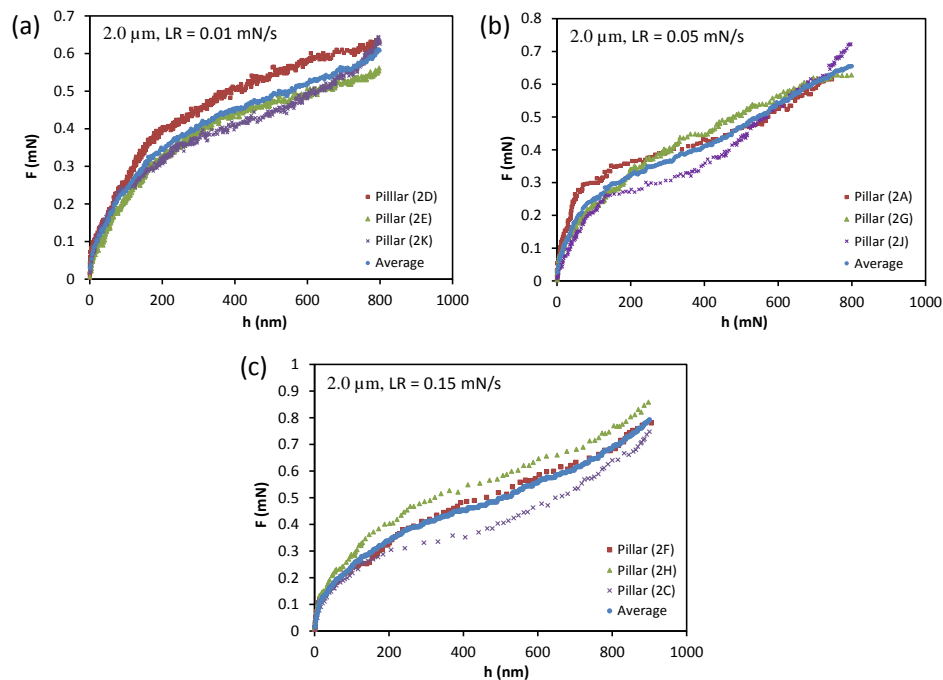 (a)
2.0 µm, LR = 0.01 mN/s
0.7
0.6
0.5
0.4
0.3
0.2
0.1
0
F (mN)
Pilllar (2D)
Pillar (2E)
Pillar (2K)
Average
0 200 400 600 800 1000
h (nm)
(b)
2.0 µm, LR = 0.05 mN/s
0.8
0.7
0.6
0.5
0.4
0.3
0.2
0.1
0
F (mN)
Pilllar (2A)
Pillar (2G)
Pillar (2J)
Average
0 200 400 600 800 1000
h (mN)
(c)
2.0 µm, LR = 0.15 mN/s
1
0.9
0.8
0.7
0.6
0.5
0.4
0.3
0.2
0.1
0
F (mN)
Pillar (2F)
Pillar (2H)
Pillar (2C)
Average
0 200 400 600 800 1000
h (nm)